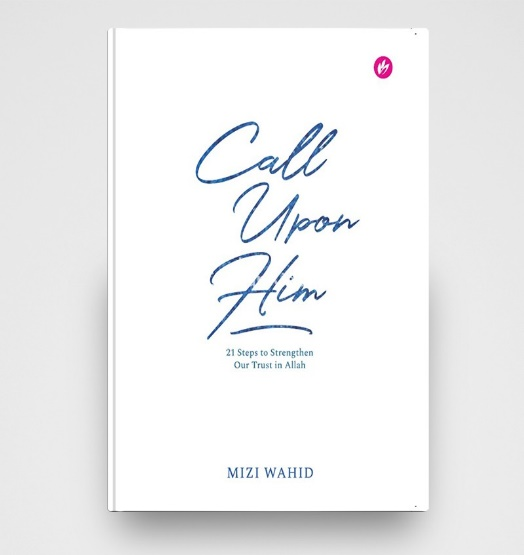 Call
Upon
Him
21 Steps to Strengthen
Our Trust in Allah
MIZI WAHID